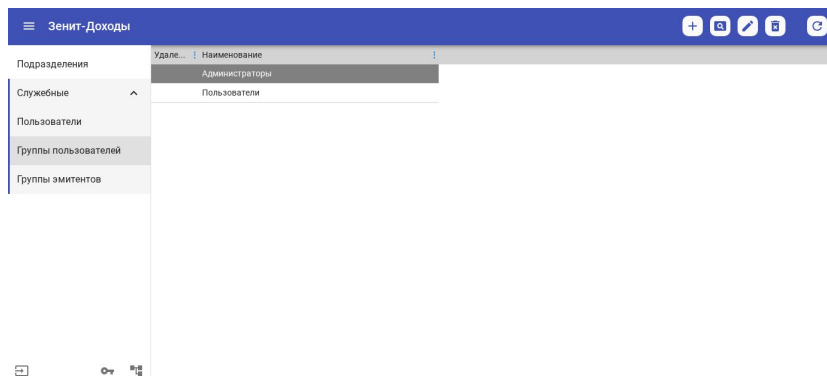 Зенит-Доходы
Подразделения
Служебные
Пользователи
Группы пользователей
Группы эмитентов
Удале... Наименование
Администраторы
Пользователи